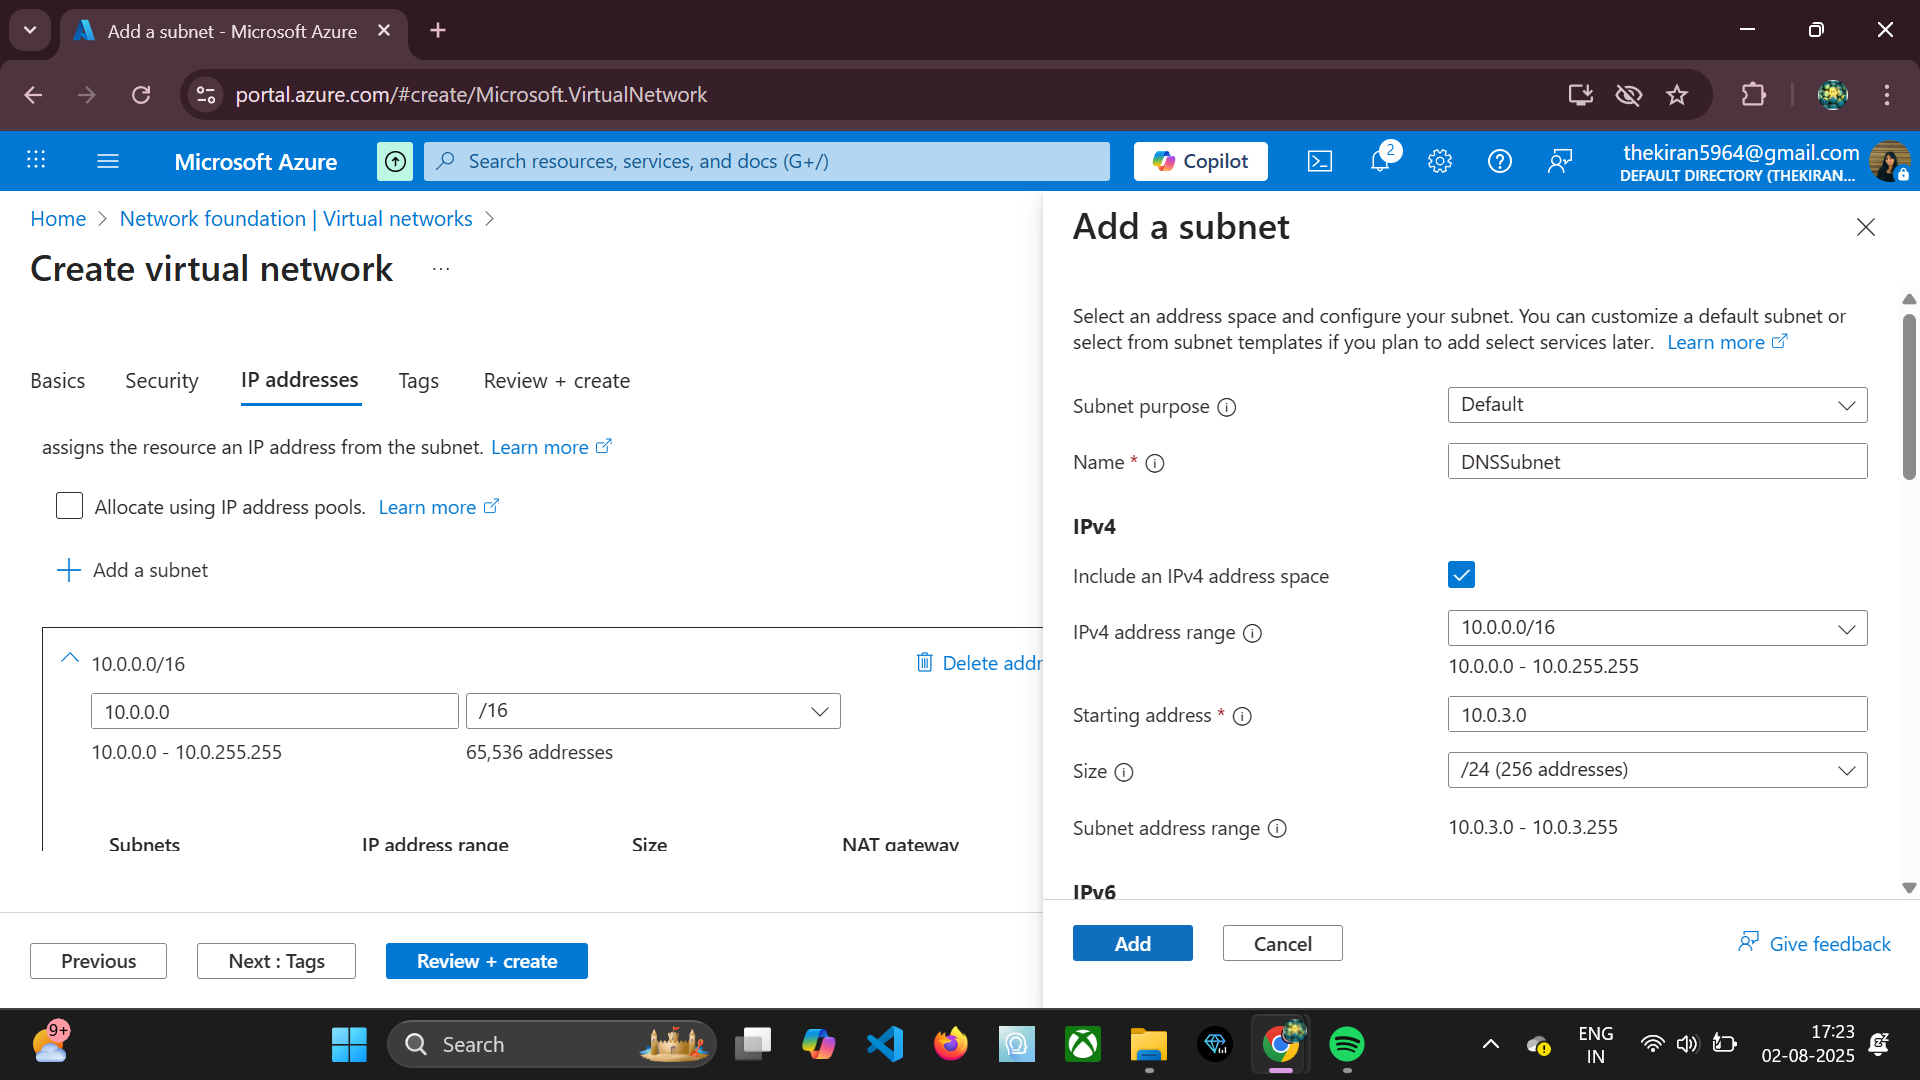 Add a subnet - Microsoft Azure
portal.azure.com/#create/Microsoft.VirtualNetwork
Microsoft Azure
Search resources, services, and docs (G+/)
Copilot
2
thekiran5964@gmail.com
DEFAULT DIRECTORY (THEKIRAN...
Home > Network foundation | Virtual networks >
Create virtual network ...
Basics
Security
IP addresses
Tags
Review + create
assigns the resource an IP address from the subnet. Learn more
Allocate using IP address pools. Learn more
Add a subnet
10.0.0.0/16
Delete addr
10.0.0.0
/16
10.0.0.0 - 10.0.255.255
65,536 addresses
Subnets
IP address range
Size
NAT gateway
Previous
Next : Tags
Review + create
Add a subnet
Select an address space and configure your subnet. You can customize a default subnet or
select from subnet templates if you plan to add select services later. Learn more
Subnet purpose
Default
Name *
DNSSubnet
IPv4
Include an IPv4 address space
IPv4 address range
10.0.0.0/16
10.0.0.0 - 10.0.255.255
Starting address *
10.0.3.0
Size
/24 (256 addresses)
Subnet address range
10.0.3.0 - 10.0.3.255
IPv6
Add
Cancel
Give feedback
9+
Search
ENG
IN
17:23
02-08-2025